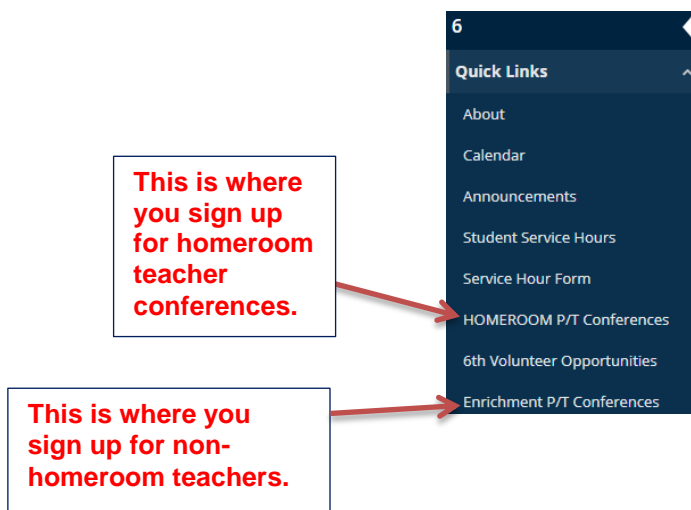 6
Quick Links
About
Calendar
Announcements
Student Service Hours
Service Hour Form
HOMEROOM P/T Conferences
6th Volunteer Opportunities
Enrichment P/T Conferences
This is where
you sign up
for homeroom
teacher
conferences.
This is where you
sign up for non-
homeroom teachers.